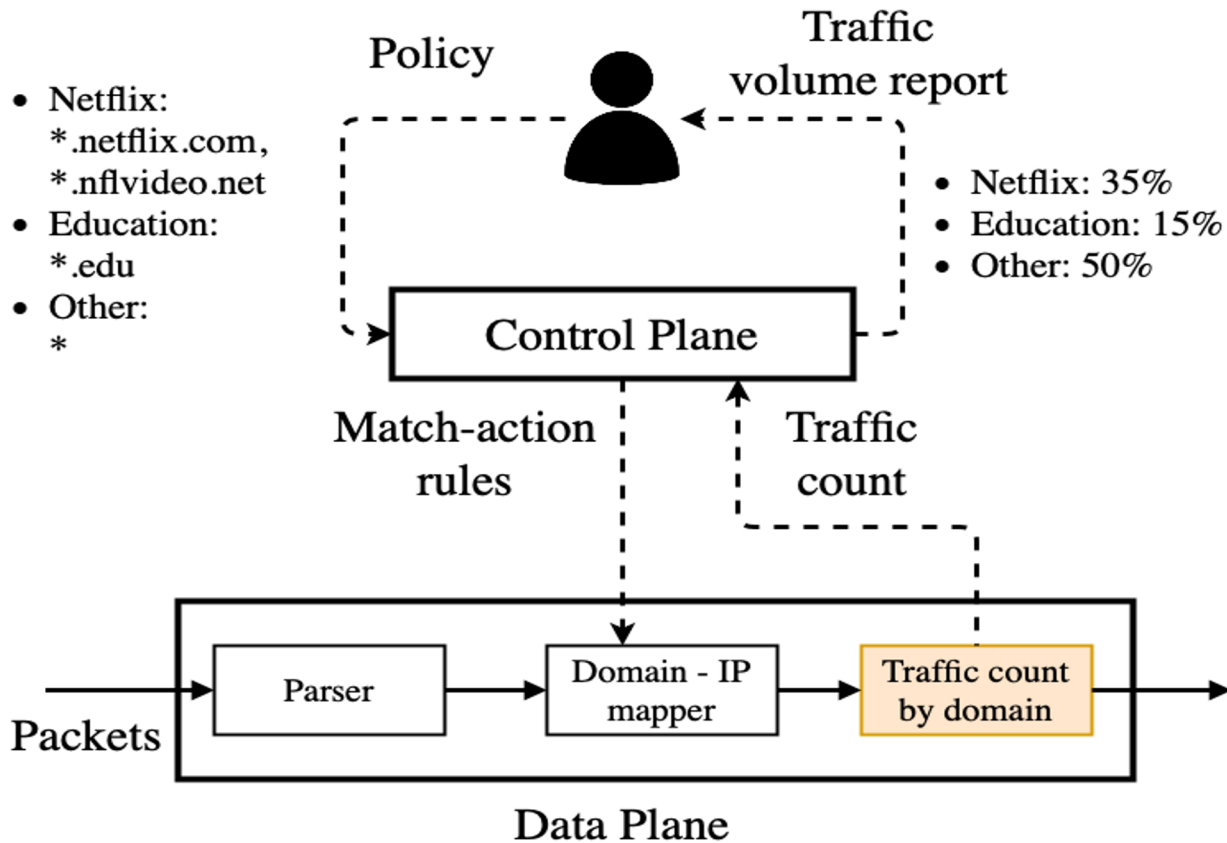 Policy
Traffic
volume report
• Netflix:
*.netflix.com,
*.nflvideo.net
• Education:
*.edu
• Other:
*
• Netflix: 35%
• Education: 15%
• Other: 50%
Control Plane
Match-action
rules
Traffic
count
Packets
Parser
Domain - IP
mapper
Traffic count
by domain
Data Plane